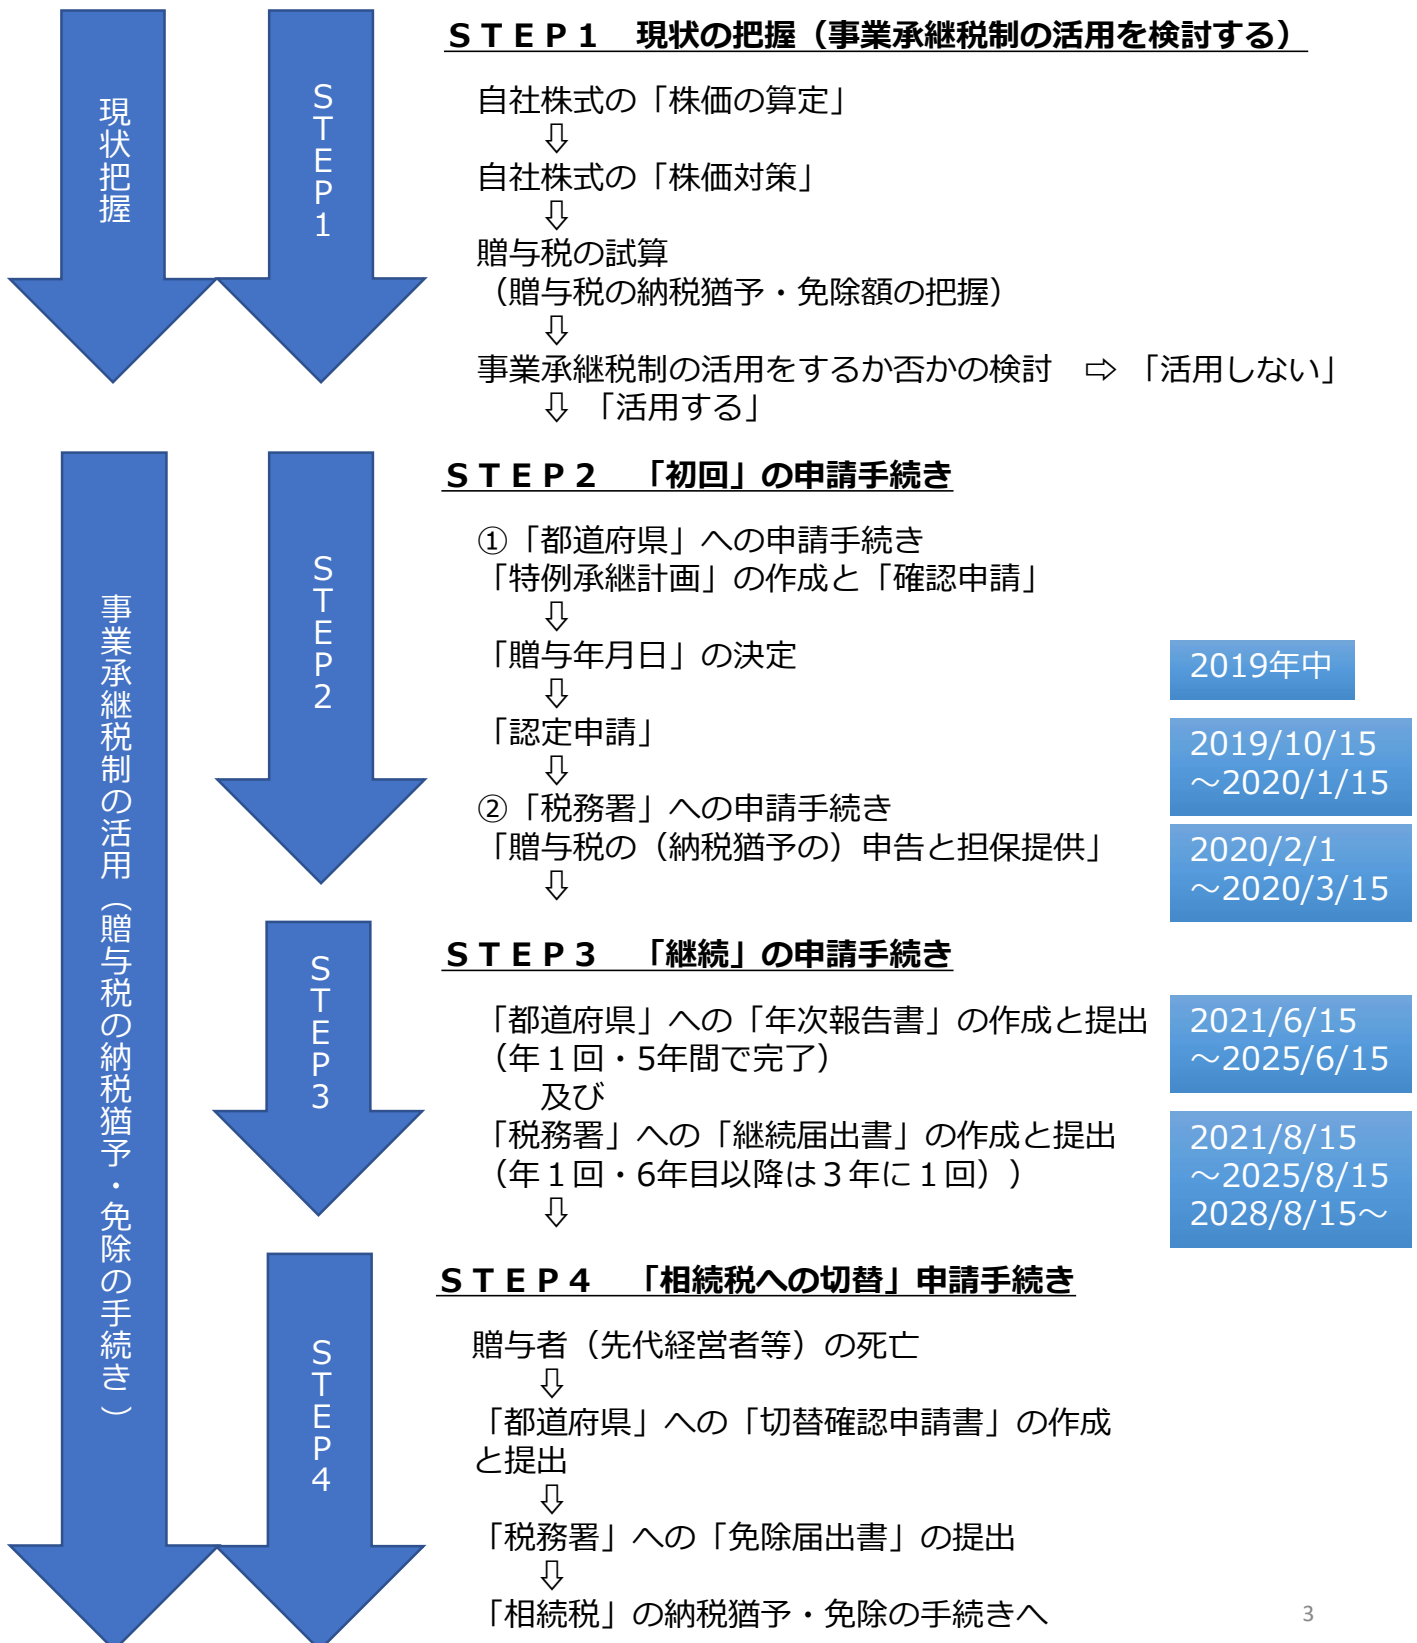 現状把握
STEP1
ＳＴＥＰ１　現状の把握（事業承継税制の活用を検討する）
自社株式の「株価の算定」
⇩
自社株式の「株価対策」
⇩
贈与税の試算
（贈与税の納税猶予・免除額の把握）
⇩
事業承継税制の活用をするか否かの検討　⇨「活用しない」
⇩「活用する」
事業承継税制の活用（贈与税の納税猶予・免除の手続き）
STEP2
ＳＴＥＰ２　「初回」の申請手続き
①「都道府県」への申請手続き
「特例承継計画」の作成と「確認申請」
⇩
「贈与年月日」の決定
2019年中
⇩
「認定申請」
2019/10/15
～2020/1/15
⇩
②「税務署」への申請手続き
「贈与税の（納税猶予の）申告と担保提供」
2020/2/1
～2020/3/15
⇩
STEP3
ＳＴＥＰ３　「継続」の申請手続き
「都道府県」への「年次報告書」の作成と提出
（年１回・5年間で完了）
2021/6/15
～2025/6/15
及び
「税務署」への「継続届出書」の作成と提出
（年１回・6年目以降は３年に１回））
2021/8/15
～2025/8/15
2028/8/15～
⇩
STEP4
ＳＴＥＰ４　「相続税への切替」申請手続き
贈与者（先代経営者等）の死亡
⇩
「都道府県」への「切替確認申請書」の作成
と提出
⇩
「税務署」への「免除届出書」の提出
⇩
「相続税」の納税猶予・免除の手続きへ
3